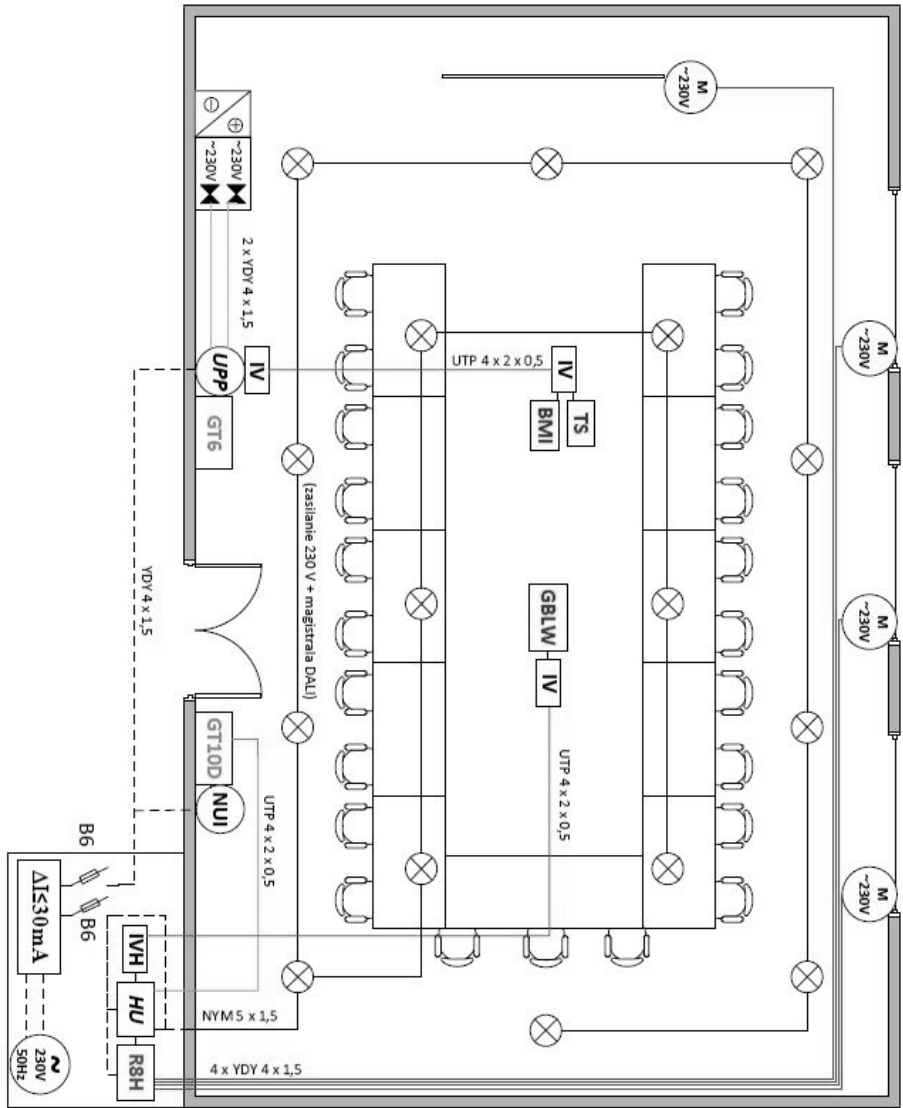 M
~230V
⊖
⊕
~230V
~230V
2 x YDY 4 x 1,5
M
~230V
UPP
IV
UTP 4 x 2 x 0,5
IV
BMI
TS
GT6
(zasilanie 230 V + magistrala DALI)
YDY 4 x 1,5
GBLW
IV
M
~230V
GT10D
NUI
UTP 4 x 2 x 0,5
UTP 4 x 2 x 0,5
B6
B6
ΔI≤30mA
M
~230V
IVH
HU
R8H
NYM 5 x 1,5
4 x YDY 4 x 1,5
~
230V
50Hz